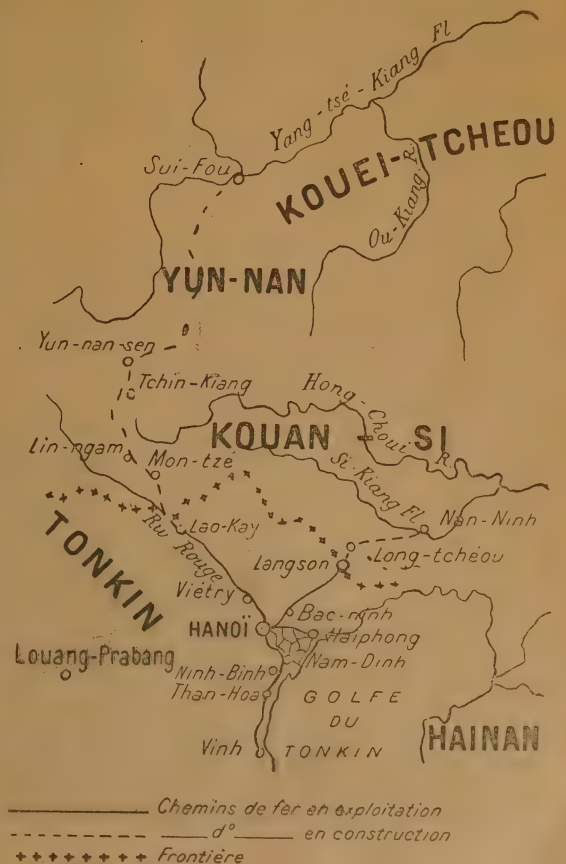 Yang-tsé-Kiang Fl
Sui-Fou
KOUEI-TCHEOU
Ou-Kiang R.
YUN-NAN
Yun-nan-sen
Tchin-Kiang
Hong-Choui R.
KOUAN-SI
Lin-ngam
Mon-tzé
Si-Kiang Fl
Nan-Ninh
TONKIN
Riv Rouge
Lao-Kay
Langson
Long-tcheou
Viétry
Bac-ninh
HANOÏ
Haiphong
Louang-Prabang
Ninh-Binh
Nam-Dinh
Than-Hoa
GOLFE
DU
TONKIN
Vinh
HAINAN
Chemins de fer en exploitation
d° en construction
Frontière